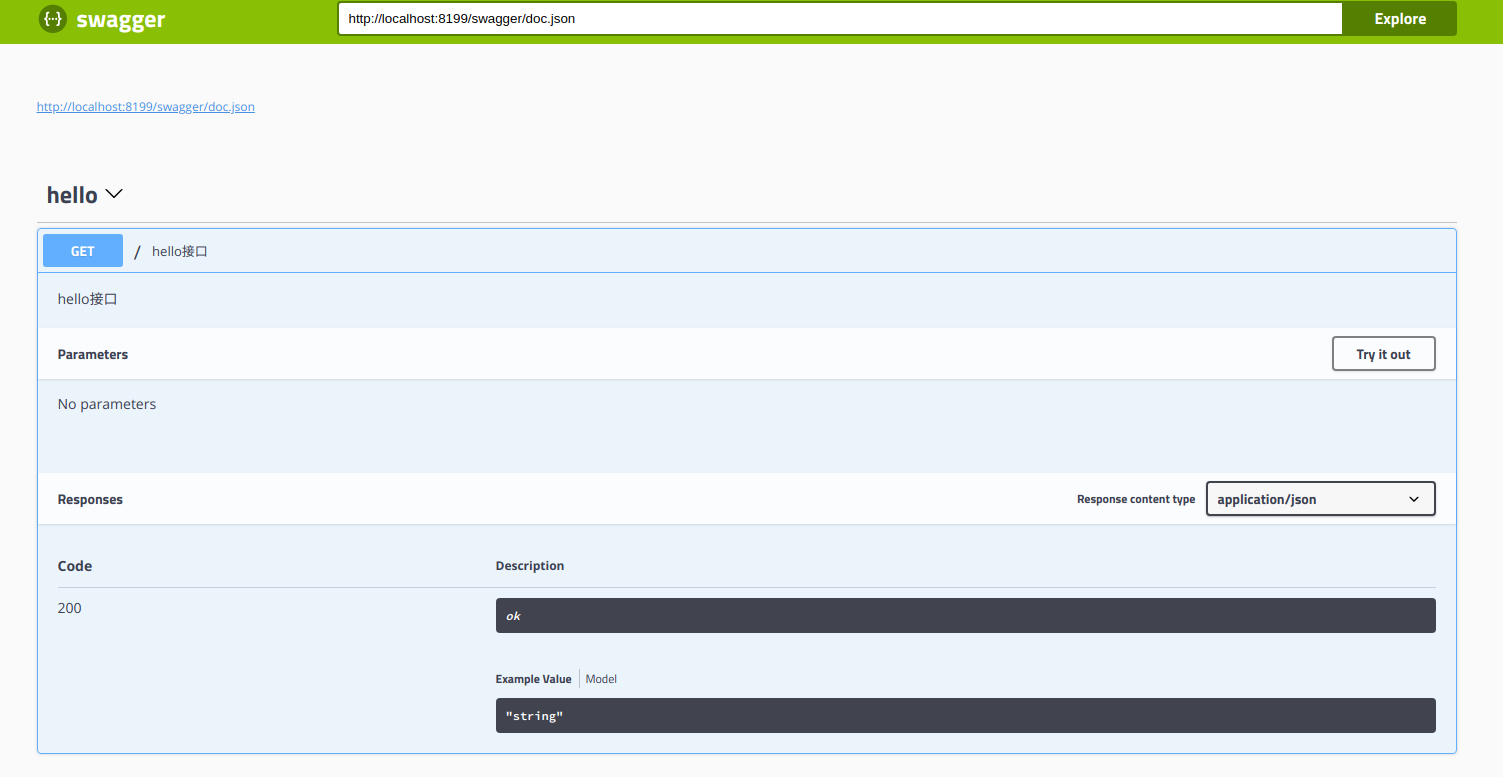 {··} swagger http://localhost:8199/swagger/doc.json Explore
http://localhost:8199/swagger/doc.json
hello
GET / hello接口
hello接口
Parameters Try it out
No parameters
Responses Response content type application/json
Code Description
200 ok
Example Value Model
"string"